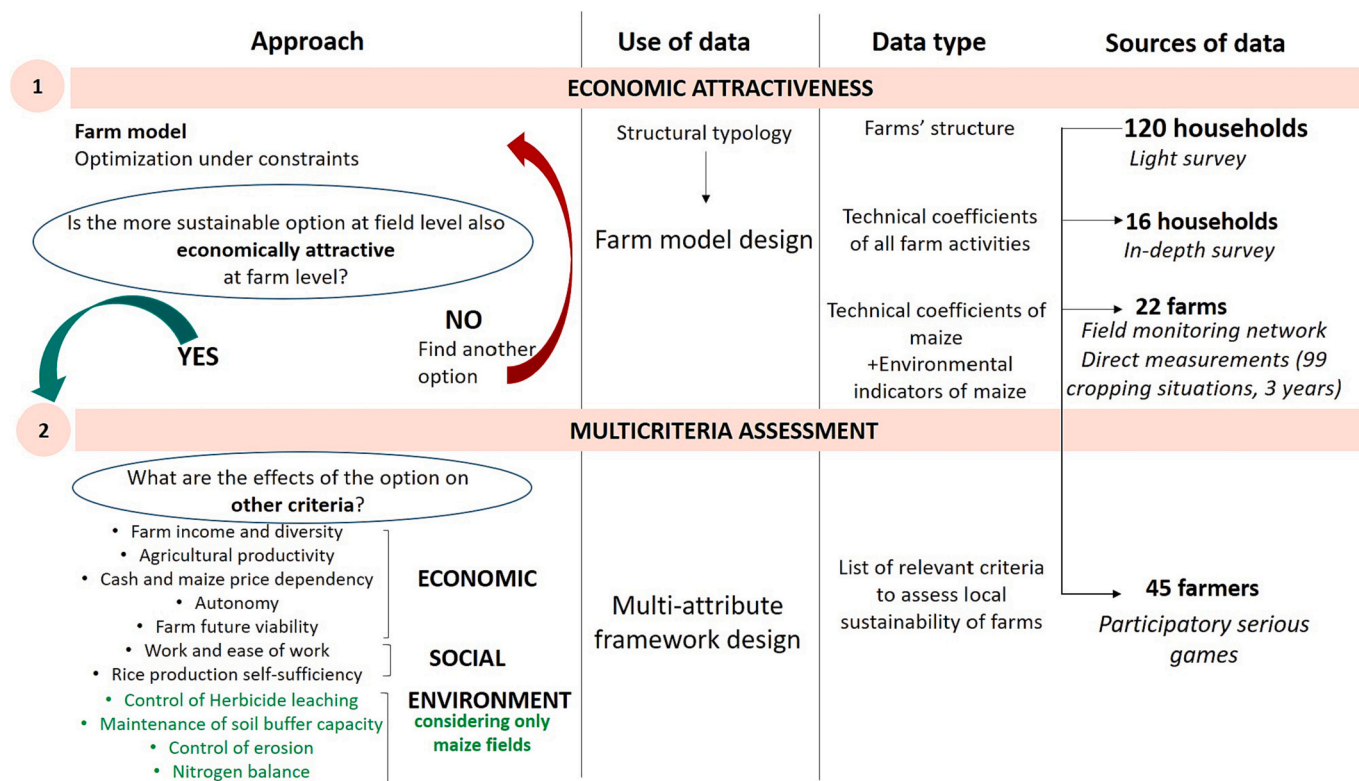 Approach
Use of data
Data type
Sources of data
1
ECONOMIC ATTRACTIVENESS
Farm model
Optimization under constraints
Is the more sustainable option at field level also
economically attractive
at farm level?
YES
NO
Find another
option
Structural typology
Farm model design
Farms’ structure
Technical coefficients
of all farm activities
Technical coefficients of
maize
+Environmental
indicators of maize
120 households
Light survey
16 households
In-depth survey
22 farms
Field monitoring network
Direct measurements (99
cropping situations, 3 years)
2
MULTICRITERIA ASSESSMENT
What are the effects of the option on
other criteria?
• Farm income and diversity
• Agricultural productivity
• Cash and maize price dependency
• Autonomy
• Farm future viability
ECONOMIC
• Work and ease of work
• Rice production self-sufficiency
SOCIAL
• Control of Herbicide leaching
• Maintenance of soil buffer capacity
• Control of erosion
• Nitrogen balance
ENVIRONMENT
considering only
maize fields
Multi-attribute
framework design
List of relevant criteria
to assess local
sustainability of farms
45 farmers
Participatory serious
games